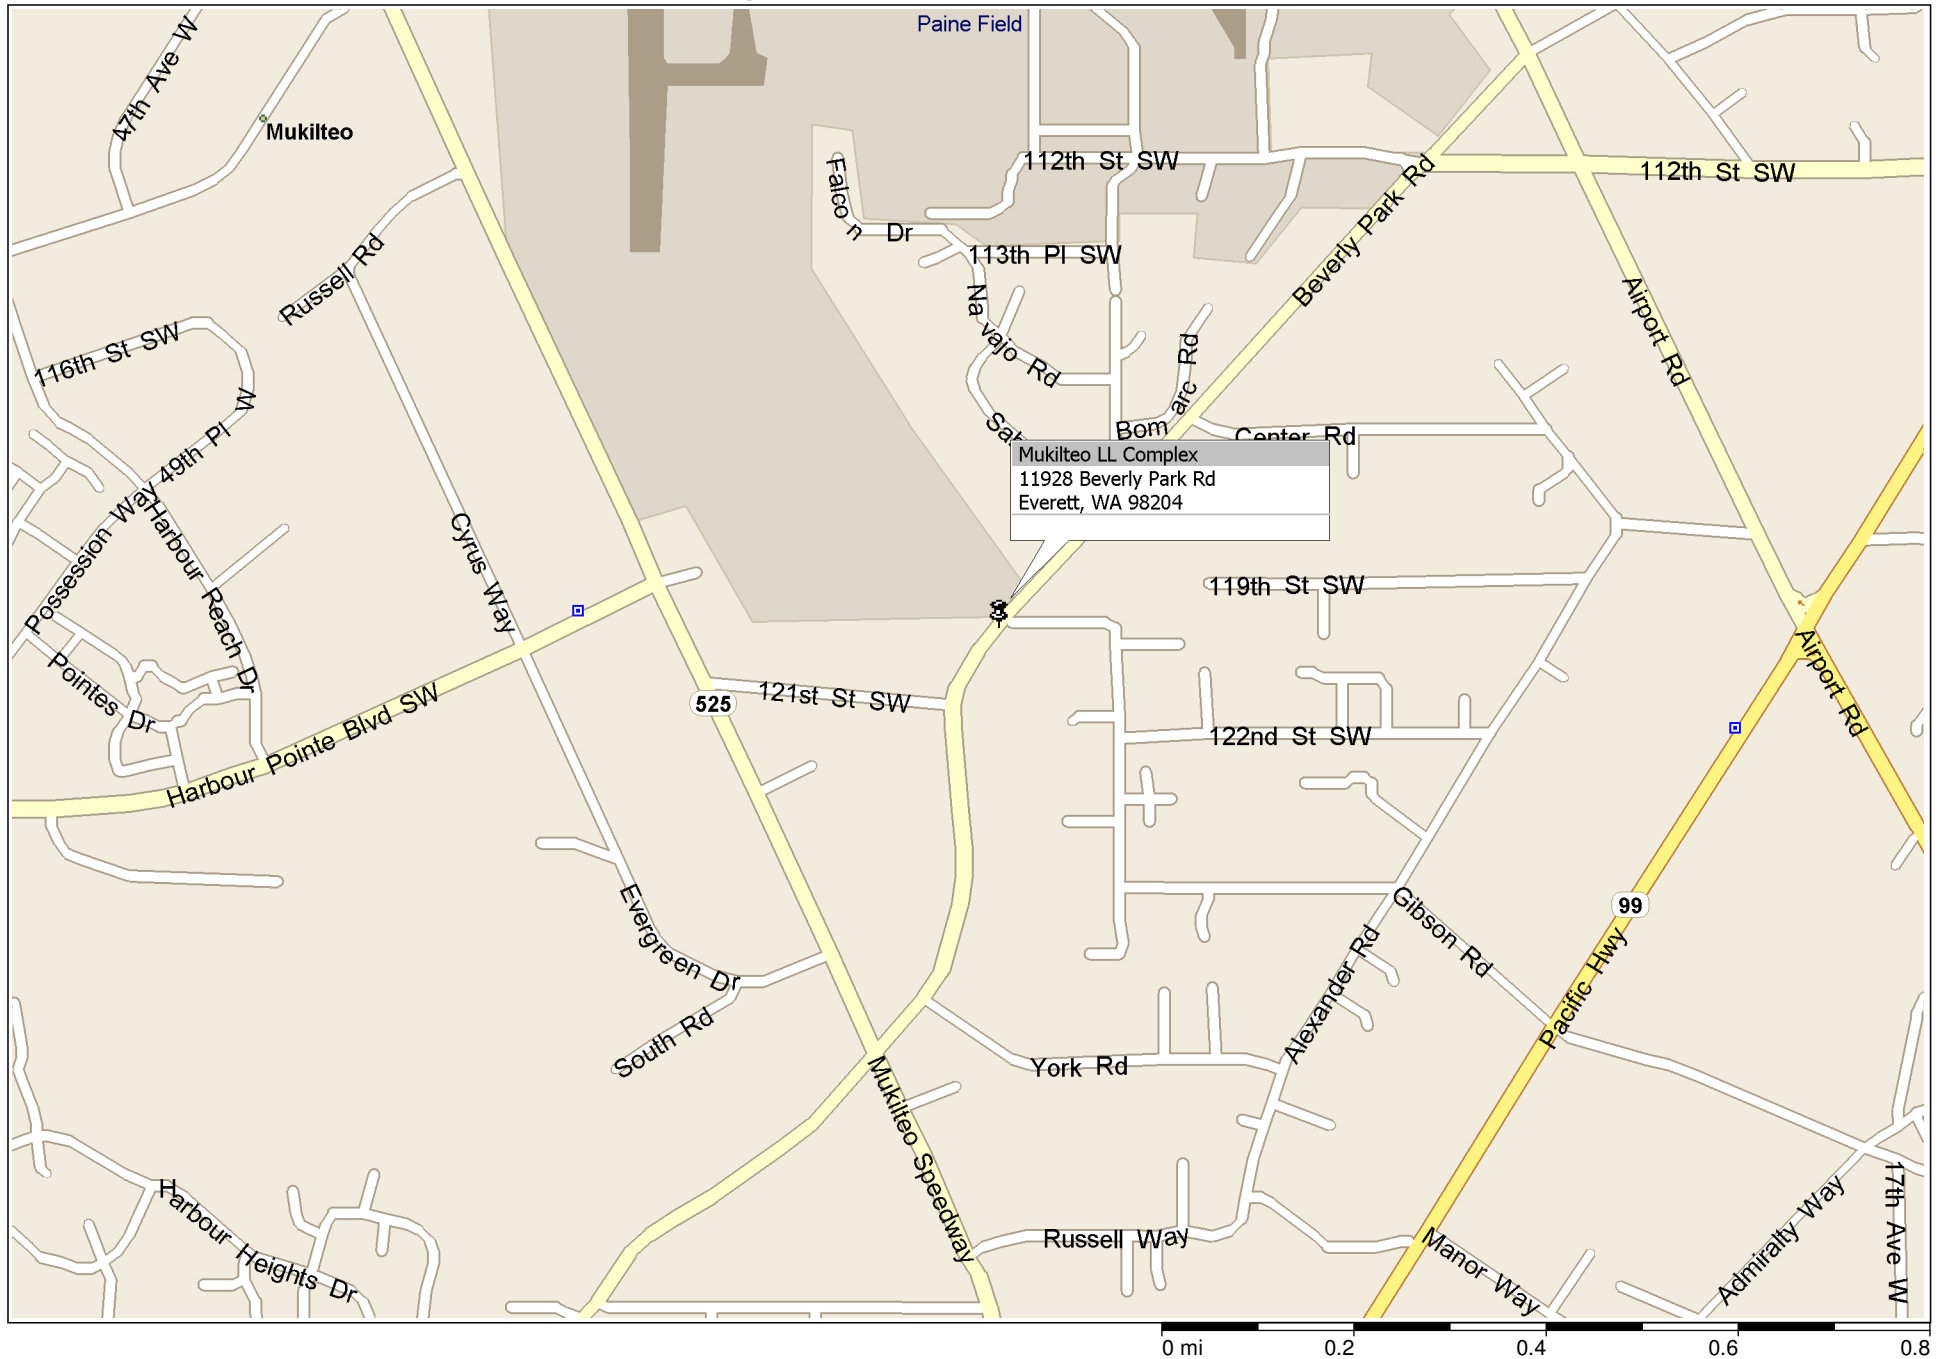 Paine Field
47th Ave W
Mukilteo
112th St SW
112th St SW
Falcon Dr
113th Pl SW
Beverly Park Rd
Russell Rd
Navajo Rd
Airport Rd
116th St SW
49th Pl W
Bomarc Rd
Center Rd
Mukilteo LL Complex
11928 Beverly Park Rd
Everett, WA 98204
Possession Way
Harbour Reach Dr
Cyrus Way
119th St SW
Pointes Dr
Harbour Pointe Blvd SW
525
121st St SW
122nd St SW
Airport Rd
99
Evergreen Dr
Gibson Rd
Pacific Hwy
Alexander Rd
South Rd
York Rd
Mukilteo Speedway
Harbour Heights Dr
Russell Way
Manor Way
Admiralty Way
17th Ave W
0 mi 0.2 0.4 0.6 0.8